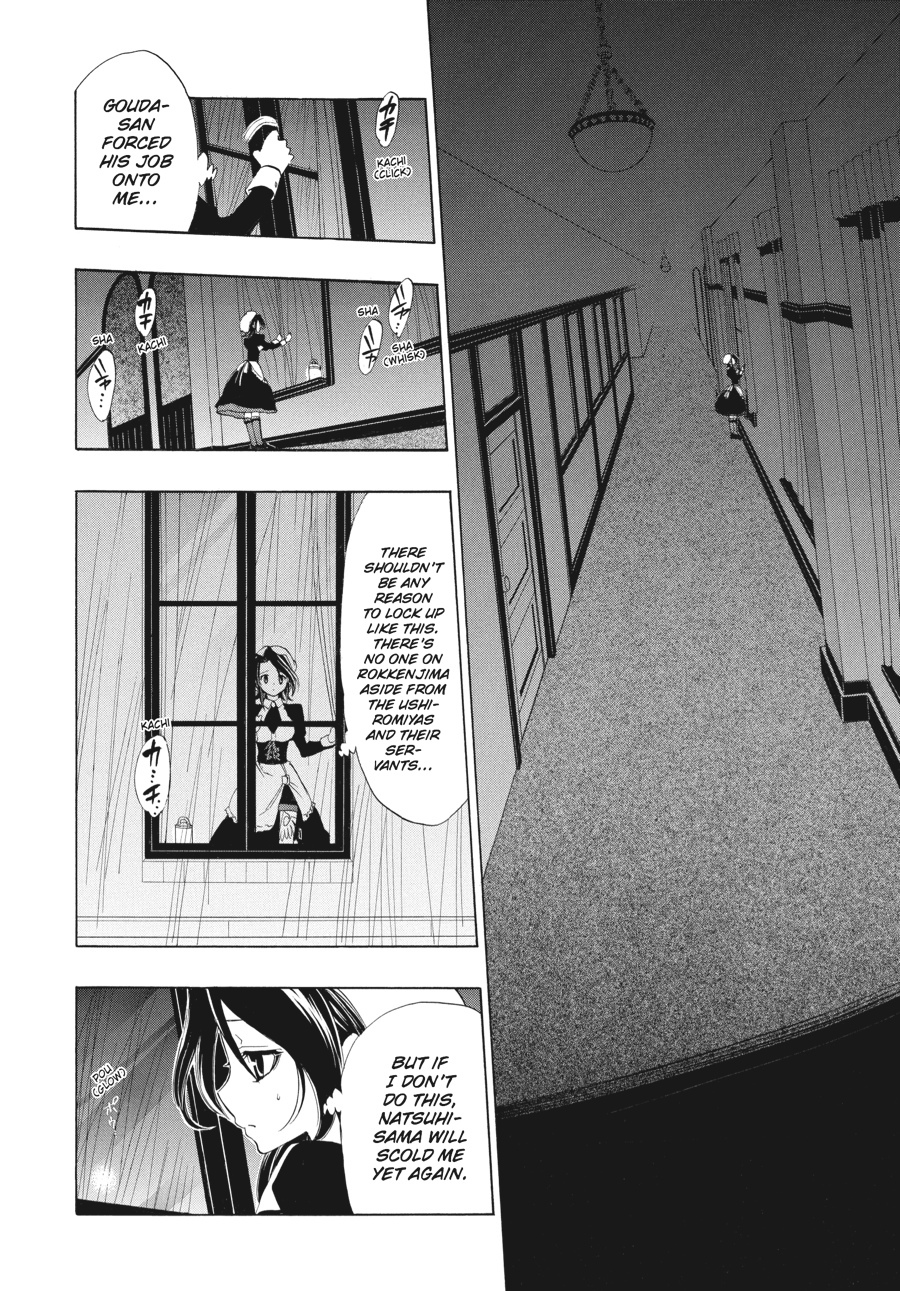 GOUDA-
SAN
FORCED
HIS JOB
ONTO
ME...
カ
チ
KACHI
(CLICK)
SHA
シャ…
SHA
(WHISK)
シャ…
カチ
KACHI
SHA
シャ…
THERE
SHOULDN'T
BE ANY
REASON
TO LOCK UP
LIKE THIS.
THERE'S
NO ONE ON
ROKKENJIMA
ASIDE FROM
THE USHI-
ROMIYAS
AND THEIR
SER-
VANTS...
KACHI
カ…チ…
BUT IF
I DON'T
DO THIS,
NATSUHI-
SAMA WILL
SCOLD ME
YET AGAIN.
POU
(GLOW)
ポゥ…